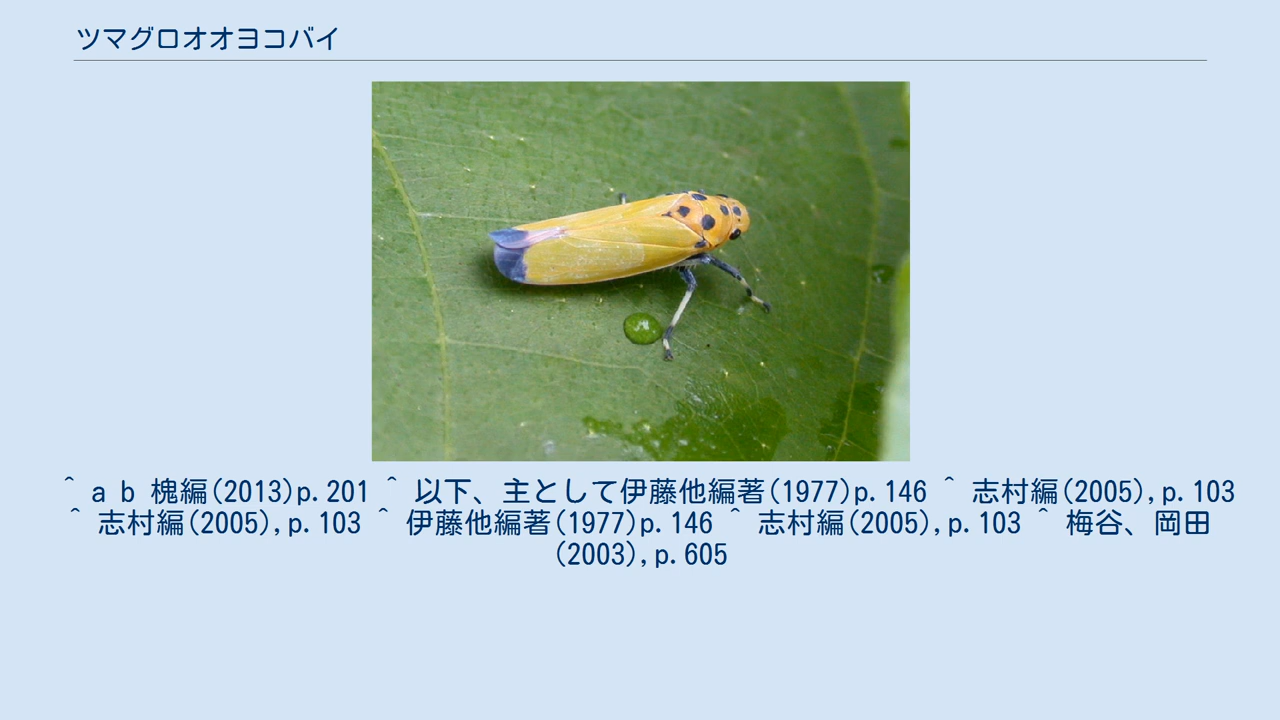 ツマグロオオヨコバイ
^ a b 槐編(2013)p.201 ^ 以下、主として伊藤他編著(1977)p.146 ^ 志村編(2005),p.103
^ 志村編(2005),p.103 ^ 伊藤他編著(1977)p.146 ^ 志村編(2005),p.103 ^ 梅谷、岡田
(2003),p.605